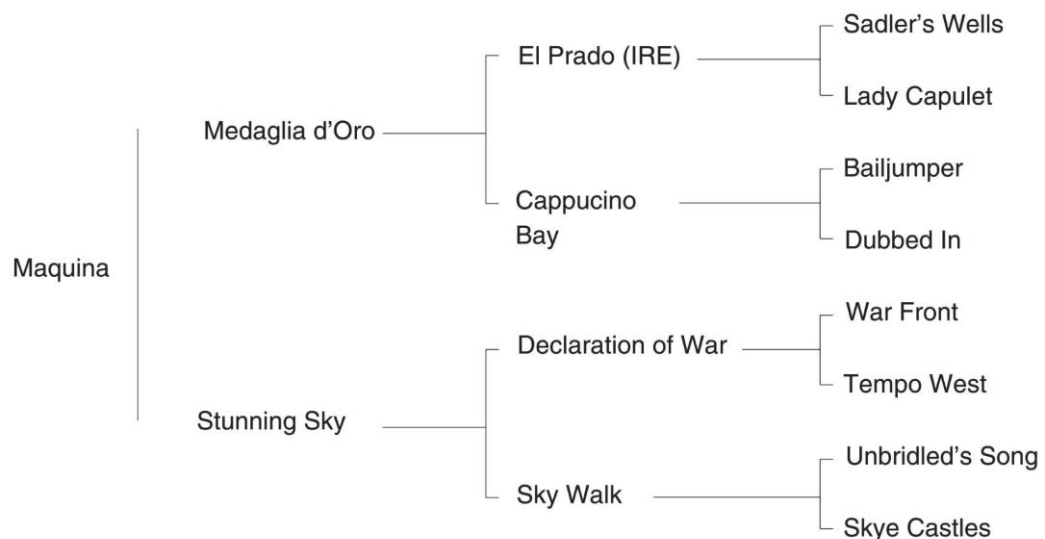 Sadler’s Wells
El Prado (IRE)
Lady Capulet
Medaglia d’Oro
Bailjumper
Cappucino
Bay
Dubbed In
Maquina
War Front
Declaration of War
Tempo West
Stunning Sky
Unbridled’s Song
Sky Walk
Skye Castles